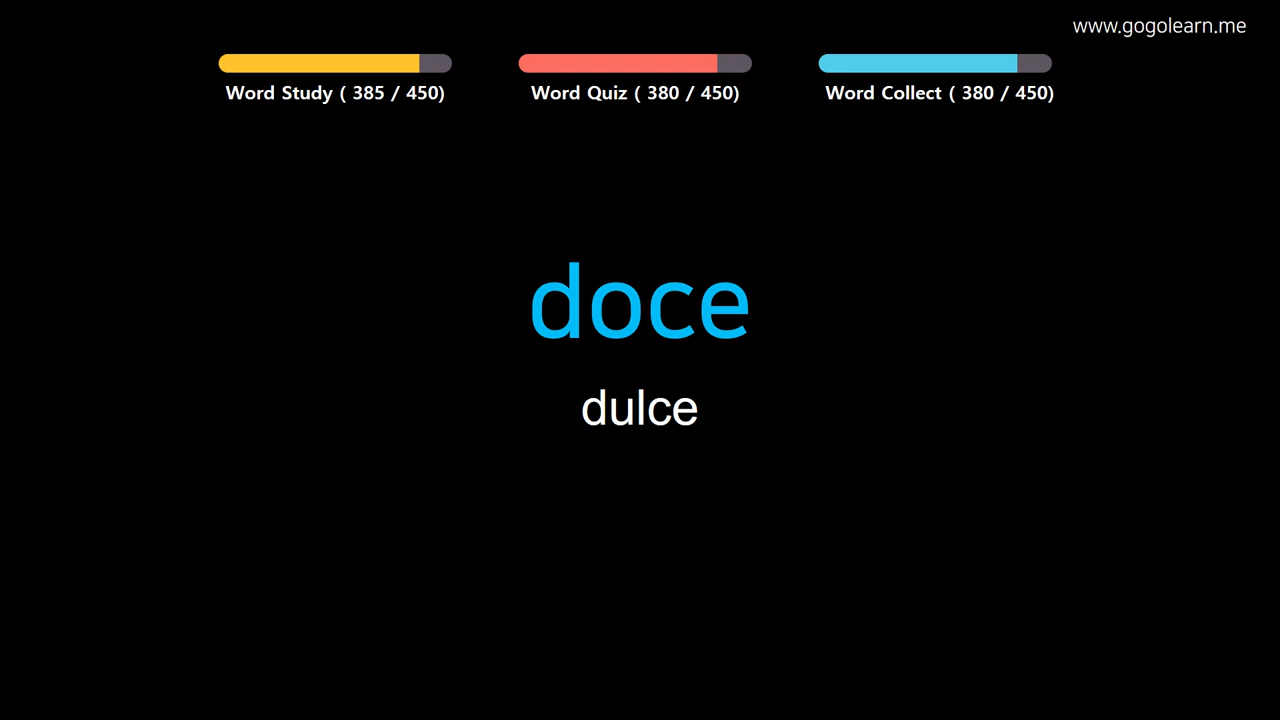 www.gogolearn.me
Word Study ( 385 / 450)
Word Quiz ( 380 / 450)
Word Collect ( 380 / 450)
doce
dulce